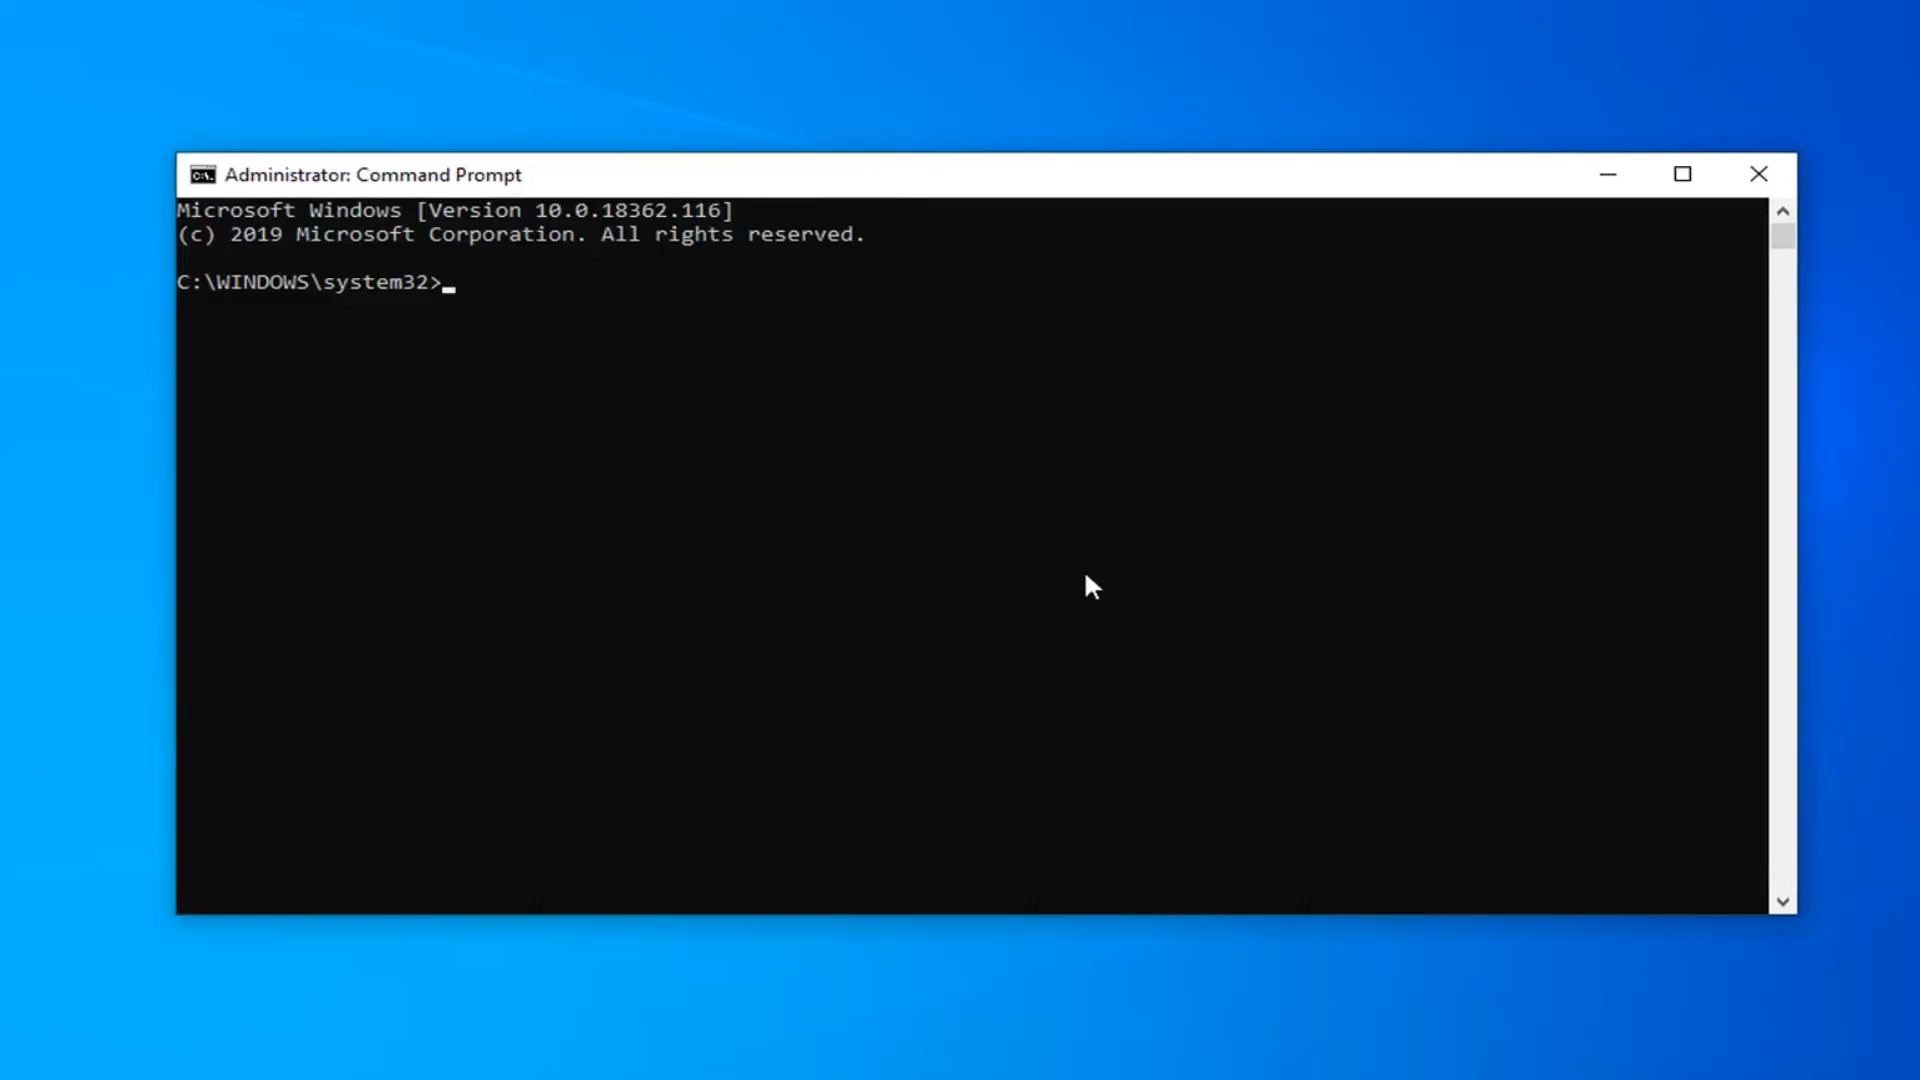 Administrator: Command Prompt
Microsoft Windows [Version 10.0.18362.116]
(c) 2019 Microsoft Corporation. All rights reserved.
C:\WINDOWS\system32>